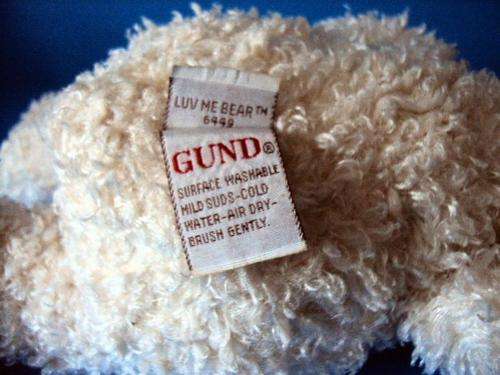 LUV ME BEAR™
6449
GUND®
SURFACE WASHABLE
MILD SUDS-COLD
WATER-AIR DRY-
BRUSH GENTLY.